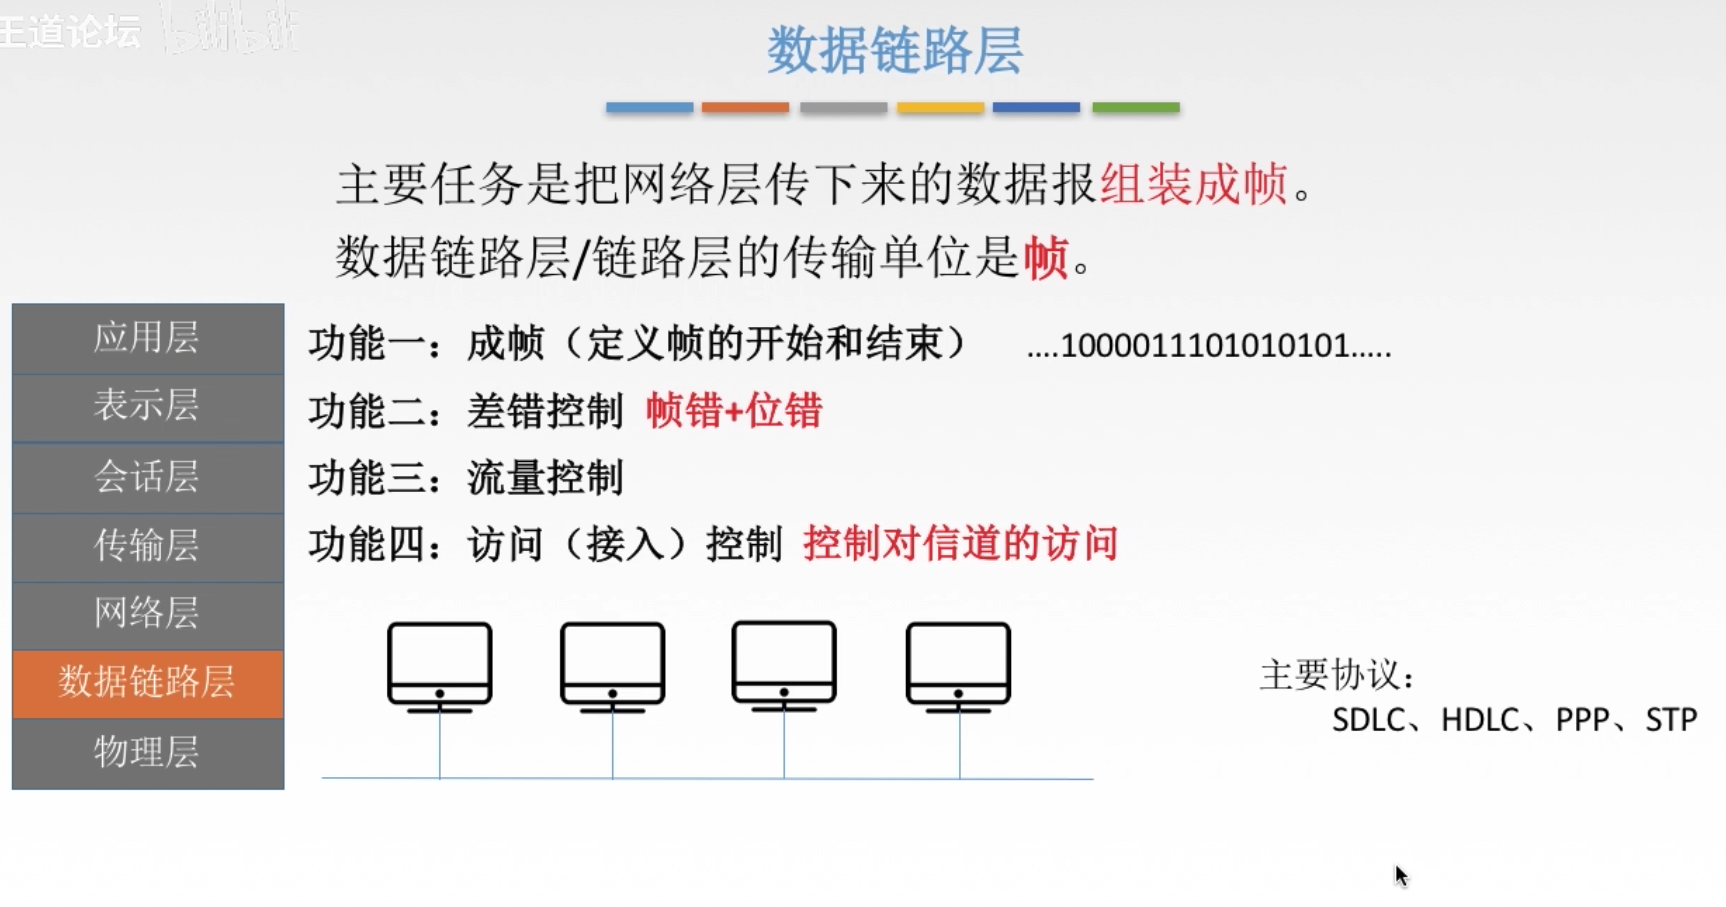 王道论坛 bilibili
数据链路层
主要任务是把网络层传下来的数据报组装成帧。
数据链路层/链路层的传输单位是帧。
功能一：成帧（定义帧的开始和结束） ....1000011101010101.....
功能二：差错控制 帧错+位错
功能三：流量控制
功能四：访问（接入）控制 控制对信道的访问
应用层
表示层
会话层
传输层
网络层
数据链路层
物理层
主要协议：
SDLC、HDLC、PPP、STP